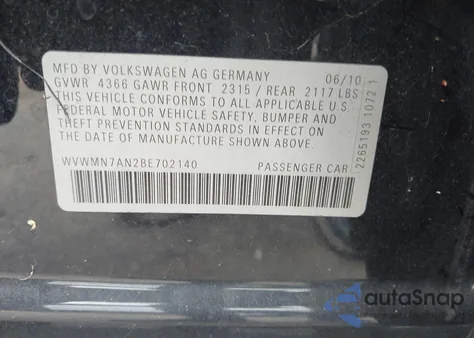 MFD BY VOLKSWAGEN AG GERMANY 06/10
GVWR 4366 GAWR FRONT 2315 / REAR 2117 LBS
THIS VEHICLE CONFORMS TO ALL APPLICABLE U.S.
FEDERAL MOTOR VEHICLE SAFETY, BUMPER AND
THEFT PREVENTION STANDARDS IN EFFECT ON
THE DATE OF MANUFACTURE SHOWN ABOVE.
WVWMN7AN2BE702140 PASSENGER CAR
2265193 1072 1
autoSnap